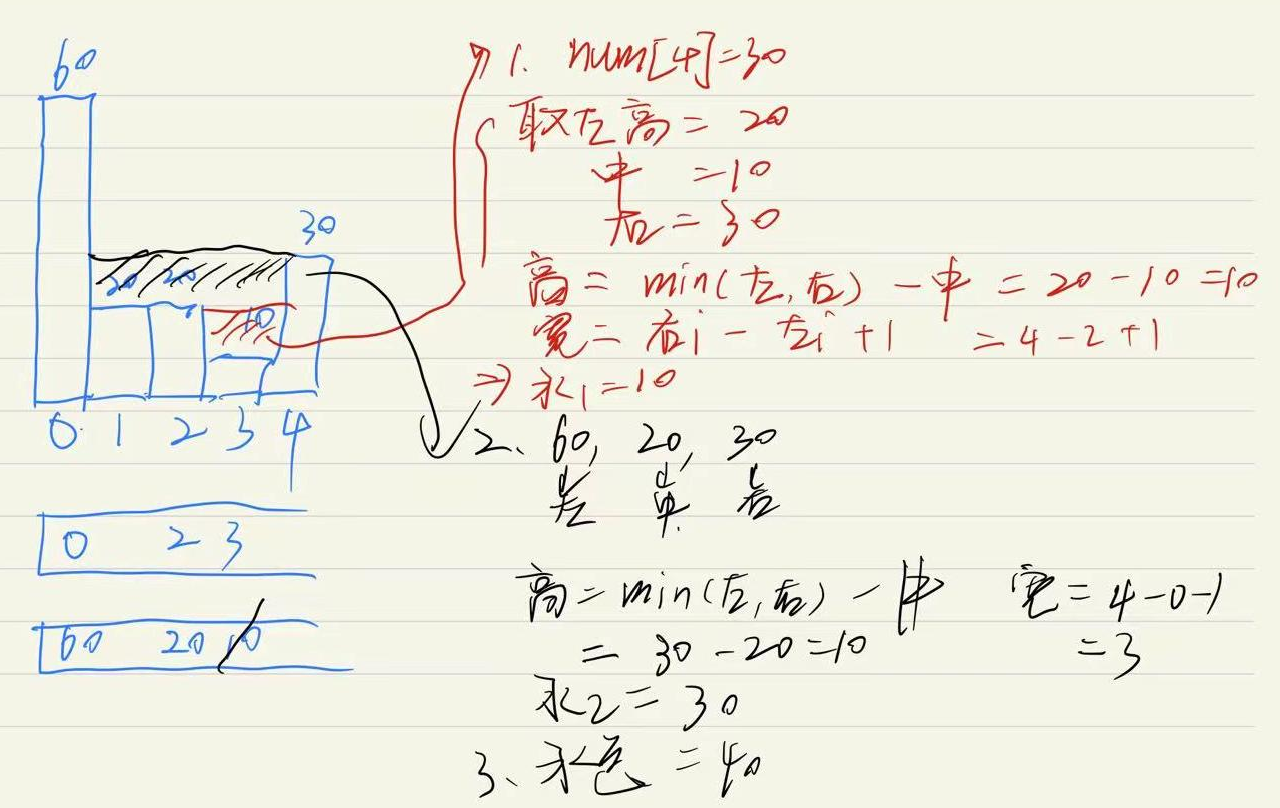 60
30
20 20
10
0 1 2 3 4
0 2 3
60 20 10
1. num[4]=30
取左高 = 20
中 =10
右=30
高= min(左,右) - 中 = 20-10=10
宽= 右i - 左i +1 =4-2+1
=> 水1=10
2、60, 20, 30
左 中 右
高=min(左,右) - 中 宽=4-0-1
= 30-20=10 =3
水2=30
3、水总 = 40